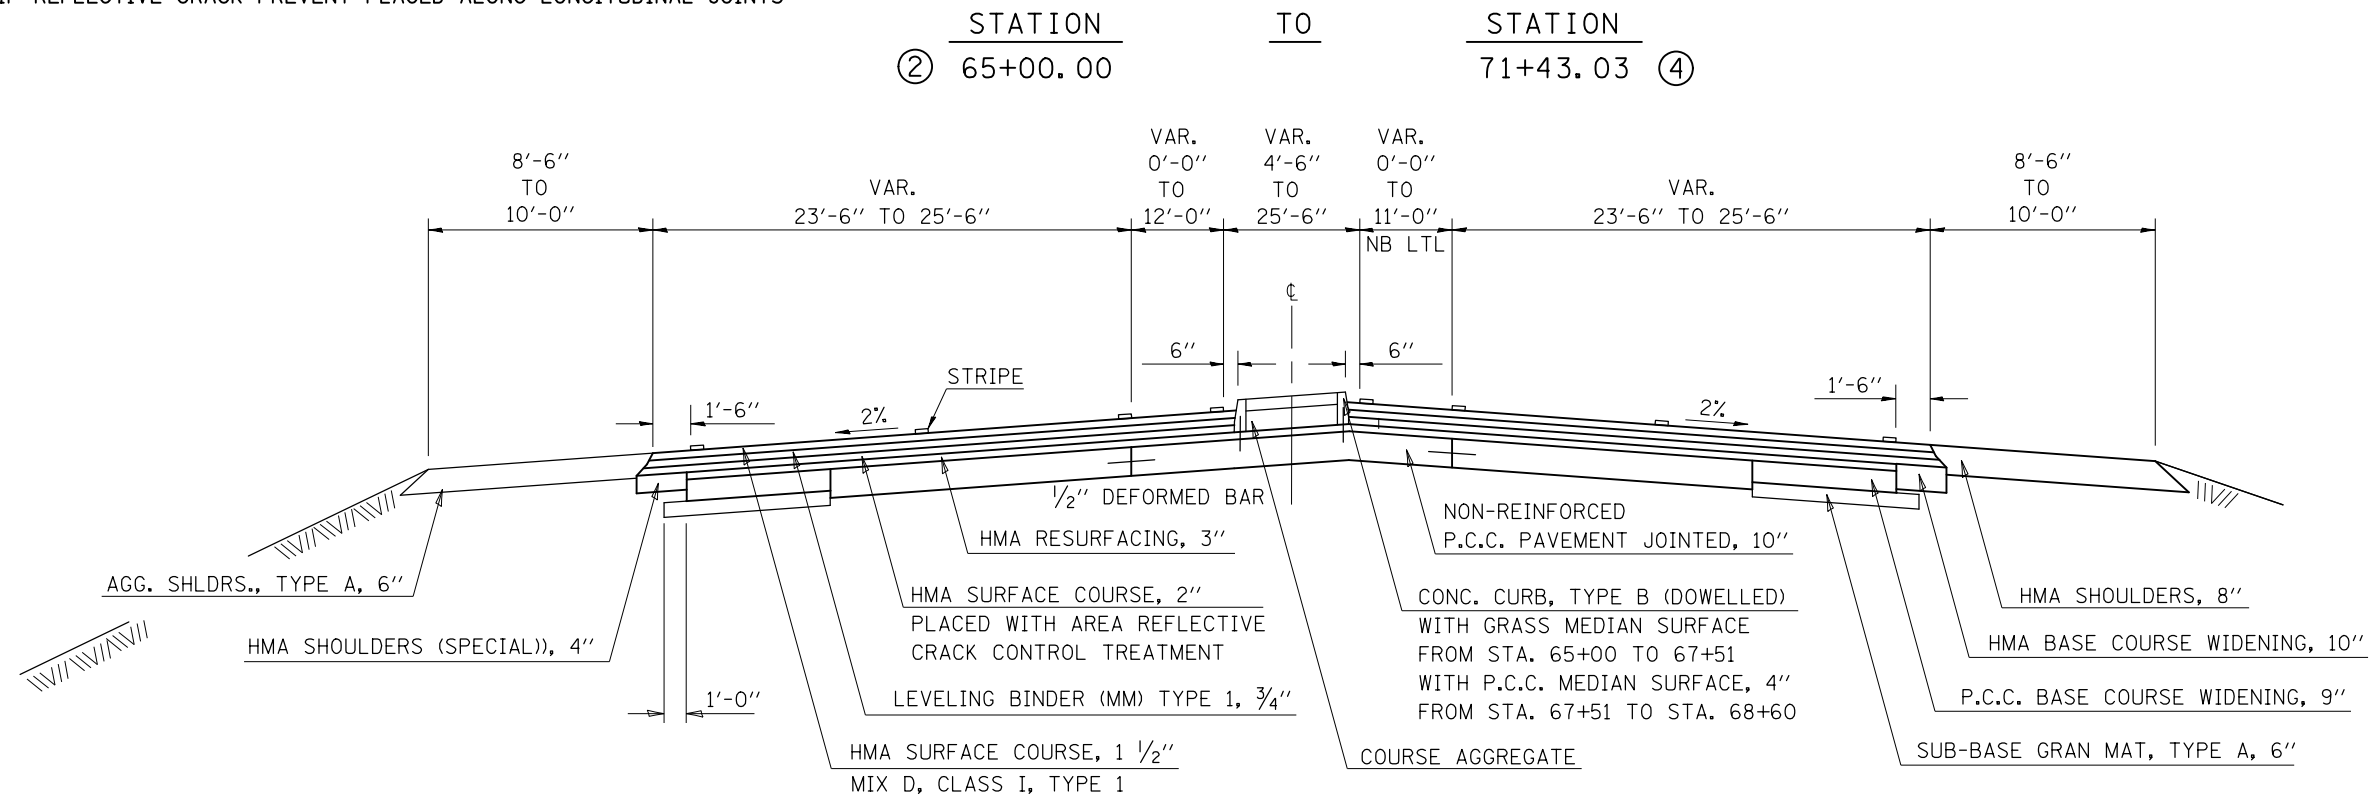 REFLECTIVE CRACK PREVENT PLACED ALONG LONGITUDINAL JOINTS
STATION TO STATION
② 65+00.00 71+43.03 ④
8'-6"
TO
10'-0"
VAR.
23'-6" TO 25'-6"
VAR.
0'-0"
TO
12'-0"
VAR.
4'-6"
TO
25'-6"
VAR.
0'-0"
TO
11'-0"
NB LTL
VAR.
23'-6" TO 25'-6"
8'-6"
TO
10'-0"
℄
6"
6"
STRIPE
1'-6"
2%
2%
1'-6"
1/2" DEFORMED BAR
HMA RESURFACING, 3"
NON-REINFORCED
P.C.C. PAVEMENT JOINTED, 10"
AGG. SHLDRS., TYPE A, 6"
HMA SHOULDERS (SPECIAL)), 4"
1'-0"
HMA SURFACE COURSE, 2"
PLACED WITH AREA REFLECTIVE
CRACK CONTROL TREATMENT
LEVELING BINDER (MM) TYPE 1, 3/4"
HMA SURFACE COURSE, 1 1/2"
MIX D, CLASS I, TYPE 1
CONC. CURB, TYPE B (DOWELLED)
WITH GRASS MEDIAN SURFACE
FROM STA. 65+00 TO 67+51
WITH P.C.C. MEDIAN SURFACE, 4"
FROM STA. 67+51 TO STA. 68+60
COURSE AGGREGATE
HMA SHOULDERS, 8"
HMA BASE COURSE WIDENING, 10"
P.C.C. BASE COURSE WIDENING, 9"
SUB-BASE GRAN MAT, TYPE A, 6"